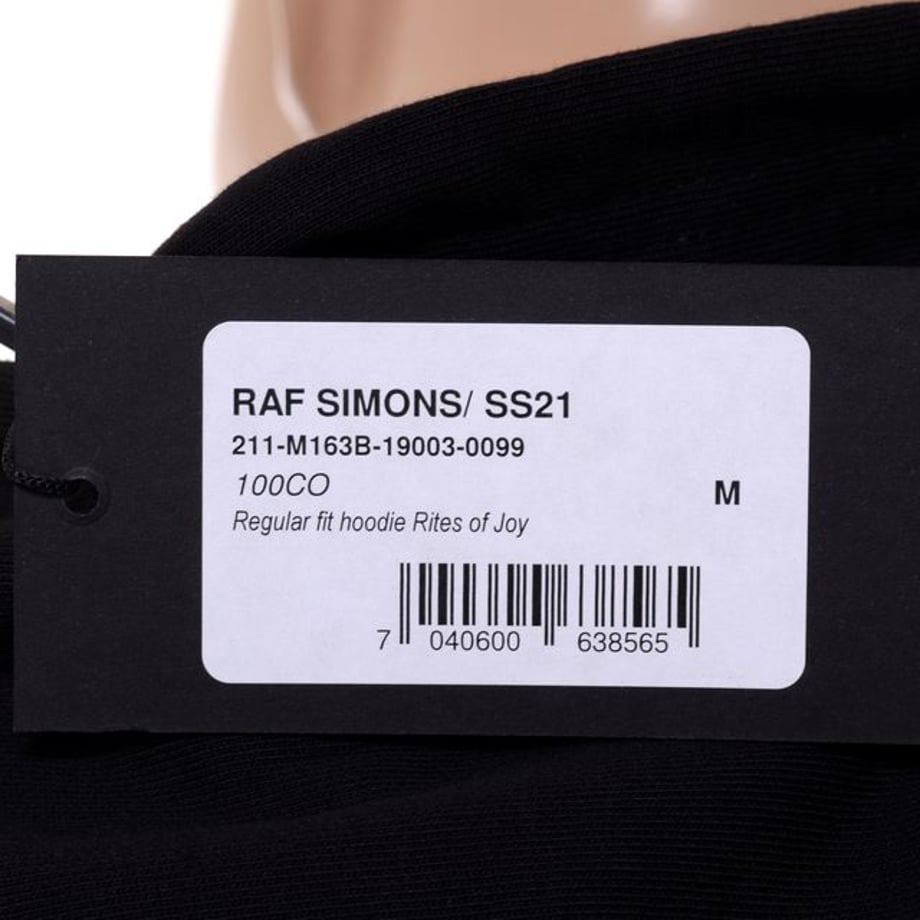 RAF SIMONS/ SS21
211-M163B-19003-0099
100CO
M
Regular fit hoodie Rites of Joy
7 040600 638565